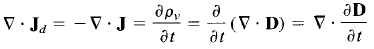 ∇ · J_d = −∇ · J = ∂ρ_v/∂t = ∂/∂t (∇ · D) = ∇ · ∂D/∂t